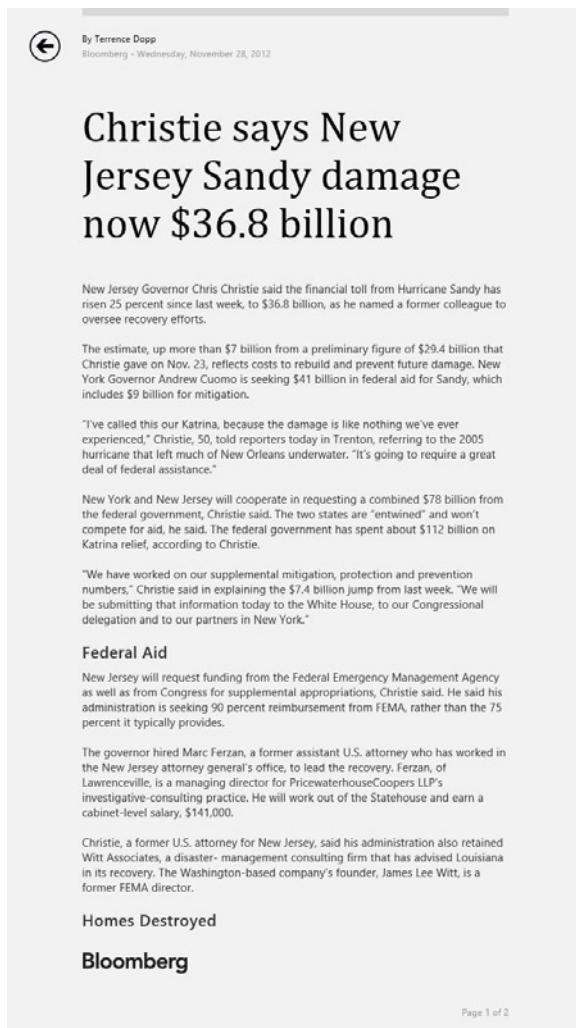 By Terrence Dopp
Bloomberg – Wednesday, November 28, 2012
Christie says New
Jersey Sandy damage
now $36.8 billion
New Jersey Governor Chris Christie said the financial toll from Hurricane Sandy has
risen 25 percent since last week, to $36.8 billion, as he named a former colleague to
oversee recovery efforts.
The estimate, up more than $7 billion from a preliminary figure of $29.4 billion that
Christie gave on Nov. 23, reflects costs to rebuild and prevent future damage. New
York Governor Andrew Cuomo is seeking $41 billion in federal aid for Sandy, which
includes $9 billion for mitigation.
"I've called this our Katrina, because the damage is like nothing we've ever
experienced," Christie, 50, told reporters today in Trenton, referring to the 2005
hurricane that left much of New Orleans underwater. "It's going to require a great
deal of federal assistance."
New York and New Jersey will cooperate in requesting a combined $78 billion from
the federal government, Christie said. The two states are "entwined" and won't
compete for aid, he said. The federal government has spent about $112 billion on
Katrina relief, according to Christie.
"We have worked on our supplemental mitigation, protection and prevention
numbers," Christie said in explaining the $7.4 billion jump from last week. "We will
be submitting that information today to the White House, to our Congressional
delegation and to our partners in New York."
Federal Aid
New Jersey will request funding from the Federal Emergency Management Agency
as well as from Congress for supplemental appropriations, Christie said. He said his
administration is seeking 90 percent reimbursement from FEMA, rather than the 75
percent it typically provides.
The governor hired Marc Ferzan, a former assistant U.S. attorney who has worked in
the New Jersey attorney general's office, to lead the recovery. Ferzan, of
Lawrenceville, is a managing director for PricewaterhouseCoopers LLP's
investigative-consulting practice. He will work out of the Statehouse and earn a
cabinet-level salary, $141,000.
Christie, a former U.S. attorney for New Jersey, said his administration also retained
Witt Associates, a disaster- management consulting firm that has advised Louisiana
in its recovery. The Washington-based company's founder, James Lee Witt, is a
former FEMA director.
Homes Destroyed
Bloomberg
Page 1 of 2